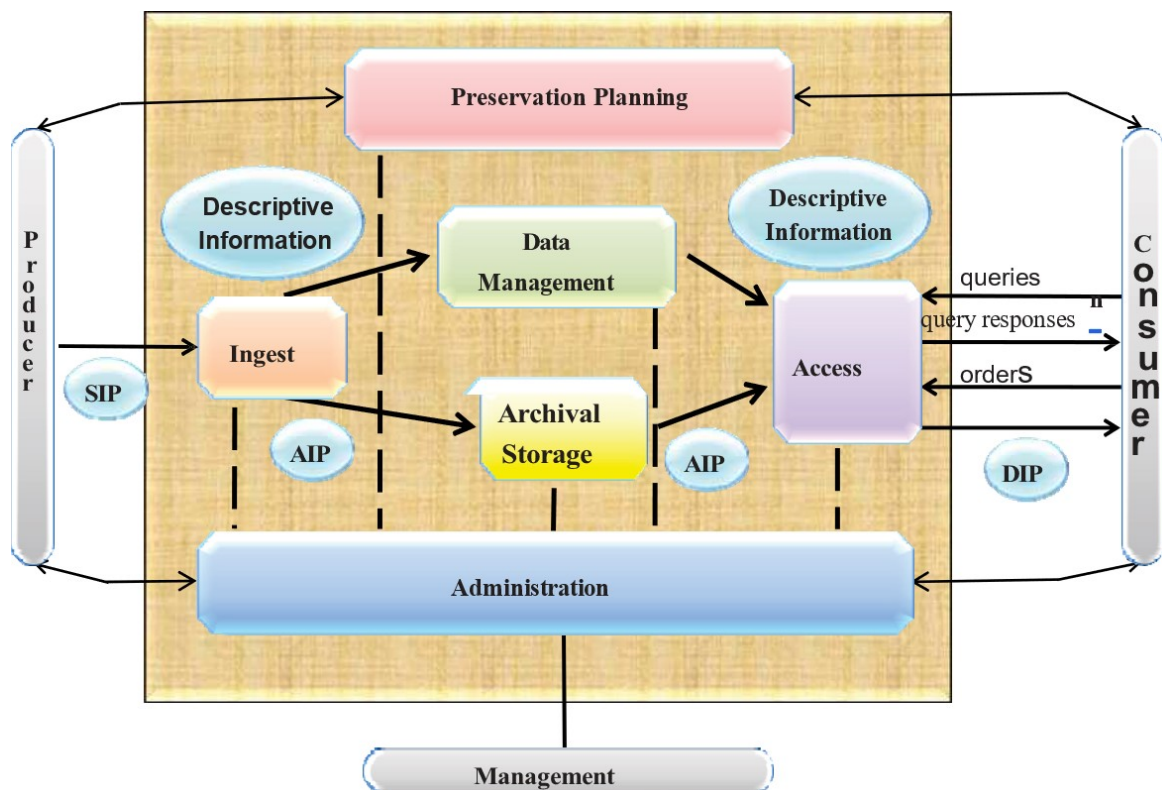 Preservation Planning
Descriptive
Information
Descriptive
Information
Data
Management
Producer
Consumer
queries
n
query responses
Ingest
Access
SIP
orderS
Archival
Storage
AIP
AIP
DIP
Administration
Management